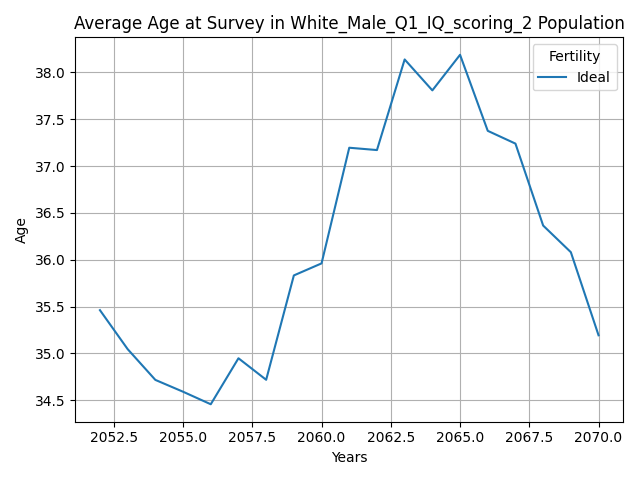 Average Age at Survey in White_Male_Q1_IQ_scoring_2 Population
Fertility
Ideal
38.0
37.5
37.0
36.5
36.0
35.5
35.0
34.5
Age
2052.5 2055.0 2057.5 2060.0 2062.5 2065.0 2067.5 2070.0
Years